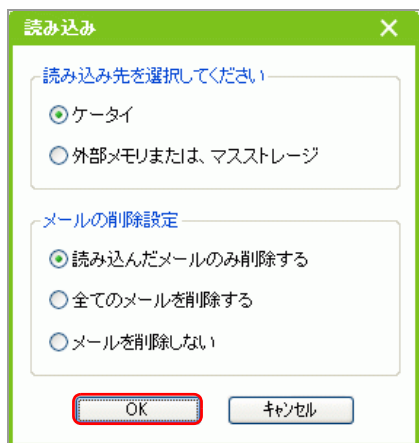 読み込み
読み込み先を選択してください
ケータイ
外部メモリまたは、マスストレージ
メールの削除設定
読み込んだメールのみ削除する
全てのメールを削除する
メールを削除しない
OK
キャンセル